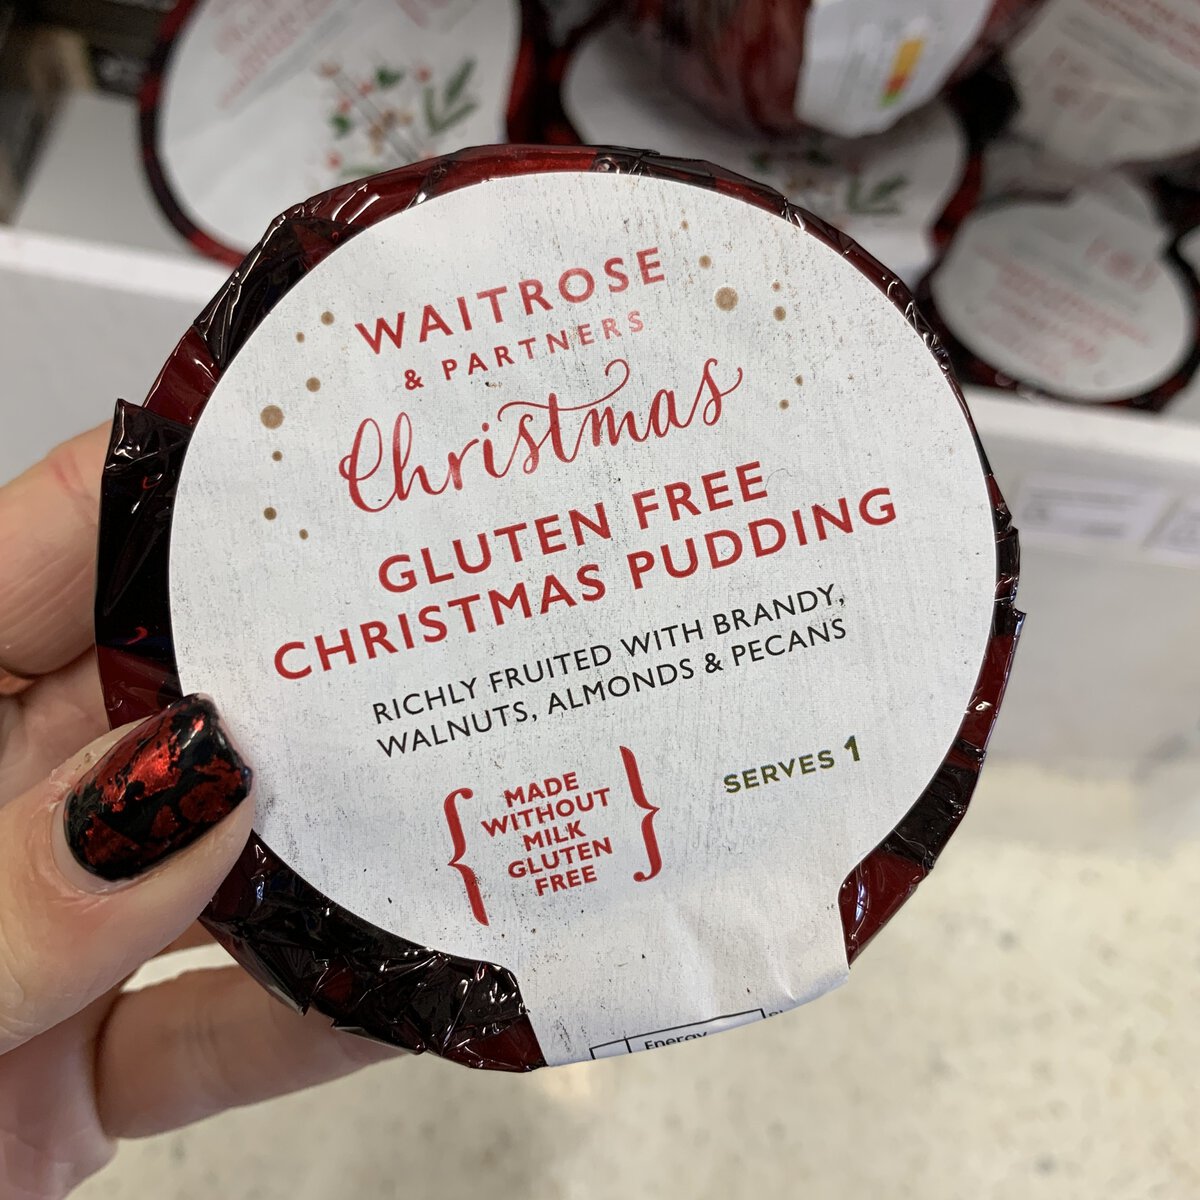 WAITROSE
& PARTNERS
Christmas
GLUTEN FREE
CHRISTMAS PUDDING
RICHLY FRUITED WITH BRANDY,
WALNUTS, ALMONDS & PECANS
SERVES 1
MADE
WITHOUT
MILK
GLUTEN
FREE
Energy